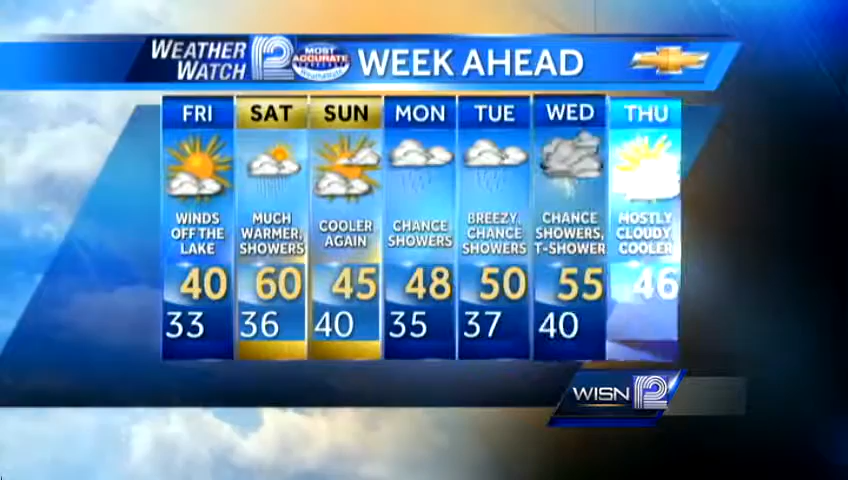 WEATHER WATCH 12 MOST ACCURATE WEEK AHEAD
FRI SAT SUN MON TUE WED THU
WINDS OFF THE LAKE
MUCH WARMER, SHOWERS
COOLER AGAIN
CHANCE SHOWERS
BREEZY, CHANCE SHOWERS
CHANCE SHOWERS, T-SHOWER
MOSTLY CLOUDY, COOLER
40 60 45 48 50 55 46
33 36 40 35 37 40
WISN 12